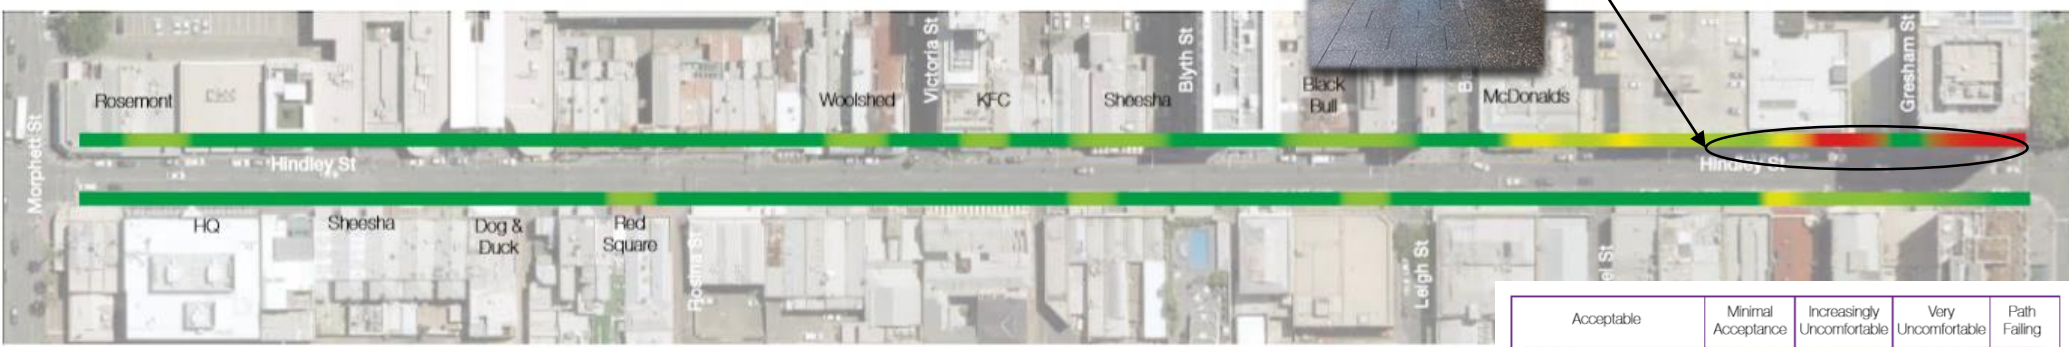 Morphett St
Rosemont
Woolshed
Victoria St
KFC
Sheesha
Blyth St
Black
Bull
McDonalds
Gresham St
Hindley St
Hindley St
HQ
Sheesha
Dog &
Duck
Red
Square
Rosina St
Leigh St
Acceptable
Minimal
Acceptance
Increasingly
Uncomfortable
Very
Uncomfortable
Path
Failing